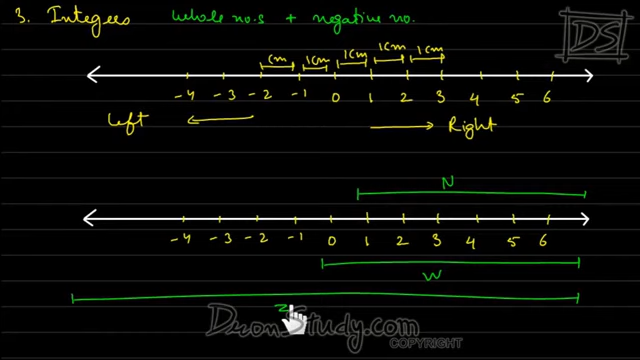 3. Integers whole no.s + negative no.
DS
cm 1cm 1cm 1cm 1cm
-4 -3 -2 -1 0 1 2 3 4 5 6
Left Right
N
-4 -3 -2 -1 0 1 2 3 4 5 6
W
Z
DronStudy.com
COPYRIGHT